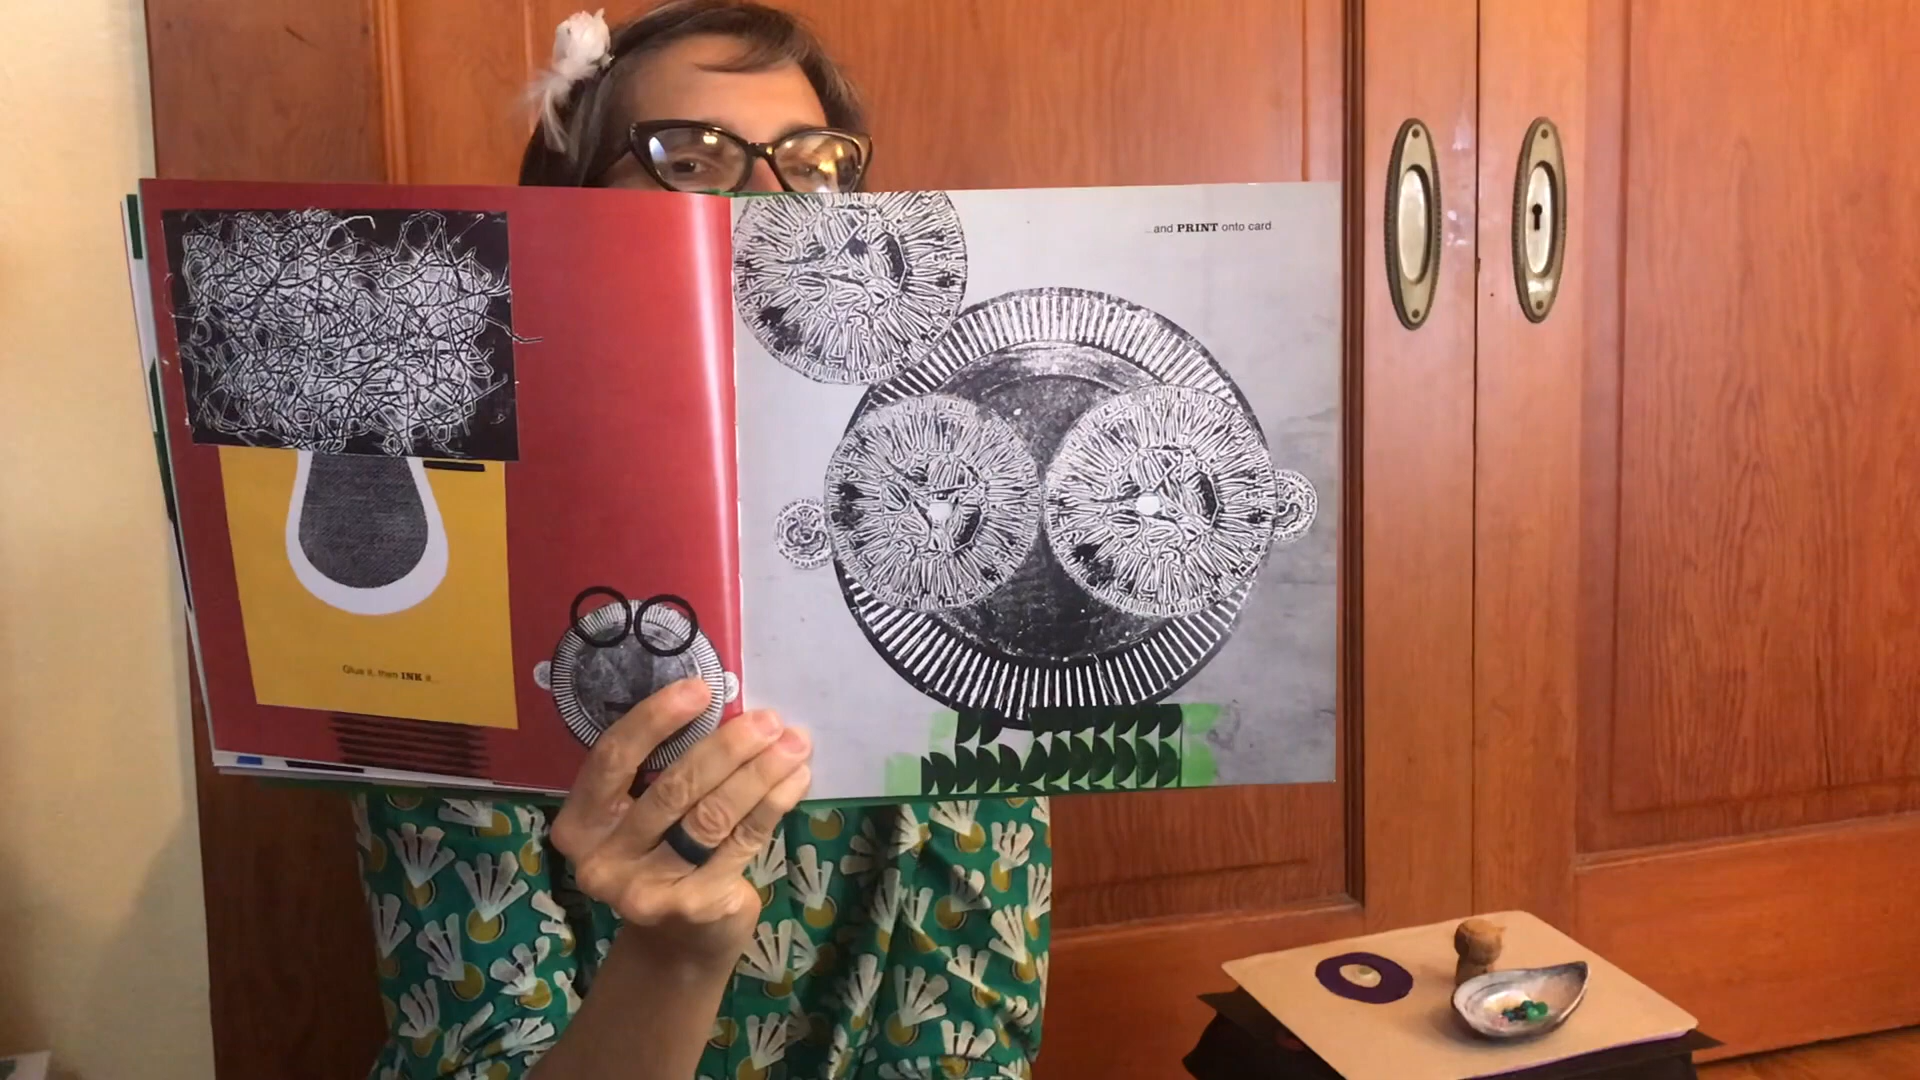 Glue it, then INK it...
...and PRINT onto card.